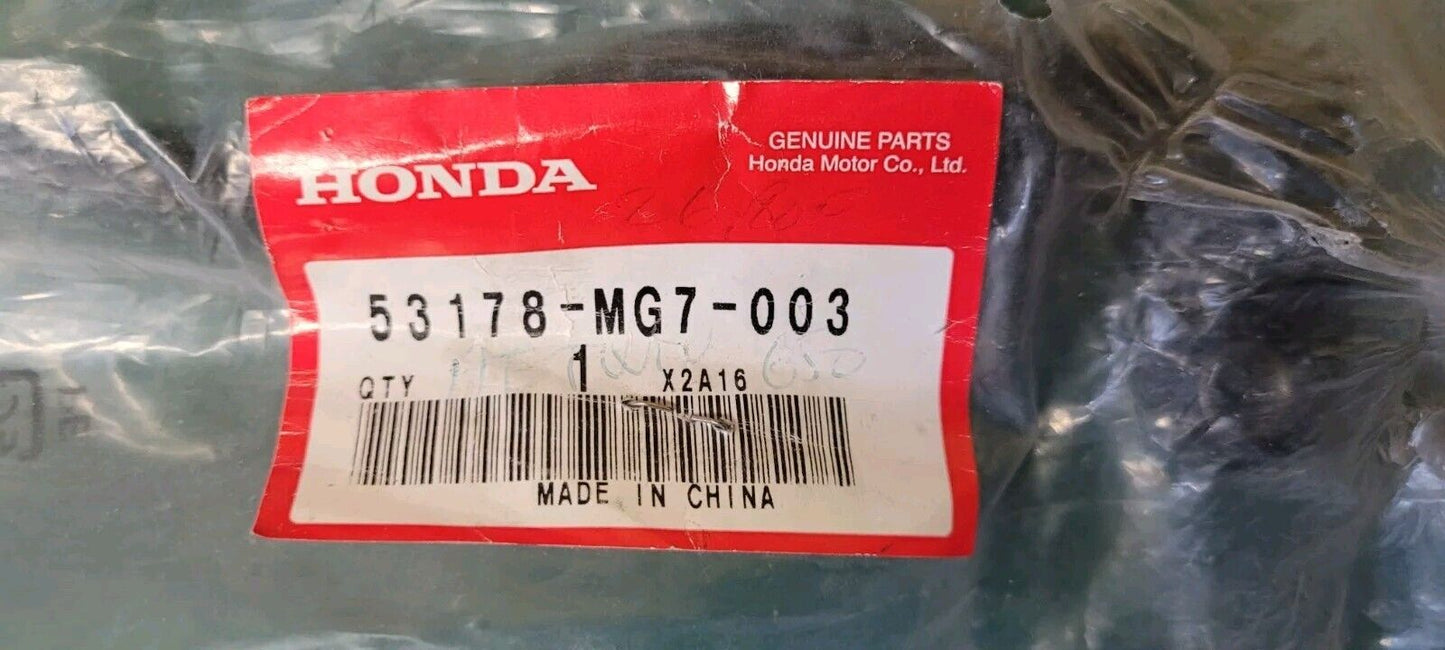 GENUINE PARTS
Honda Motor Co., Ltd.
HONDA
53178-MG7-003
QTY 1 X2A16
MADE IN CHINA